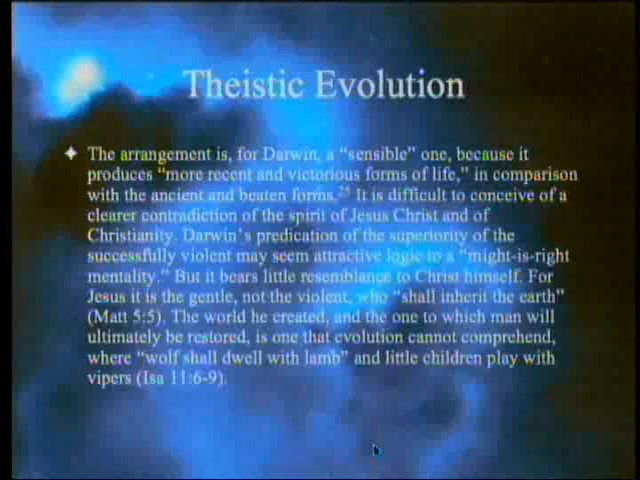 Theistic Evolution
The arrangement is, for Darwin, a “sensible” one, because it
produces “more recent and victorious forms of life,” in comparison
with the ancient and beaten forms.25 It is difficult to conceive of a
clearer contradiction of the spirit of Jesus Christ and of
Christianity. Darwin’s predication of the superiority of the
successfully violent may seem attractive logic to a “might-is-right
mentality.” But it bears little resemblance to Christ himself. For
Jesus it is the gentle, not the violent, who “shall inherit the earth”
(Matt 5:5). The world he created, and the one to which man will
ultimately be restored, is one that evolution cannot comprehend,
where “wolf shall dwell with lamb” and little children play with
vipers (Isa 11:6-9).